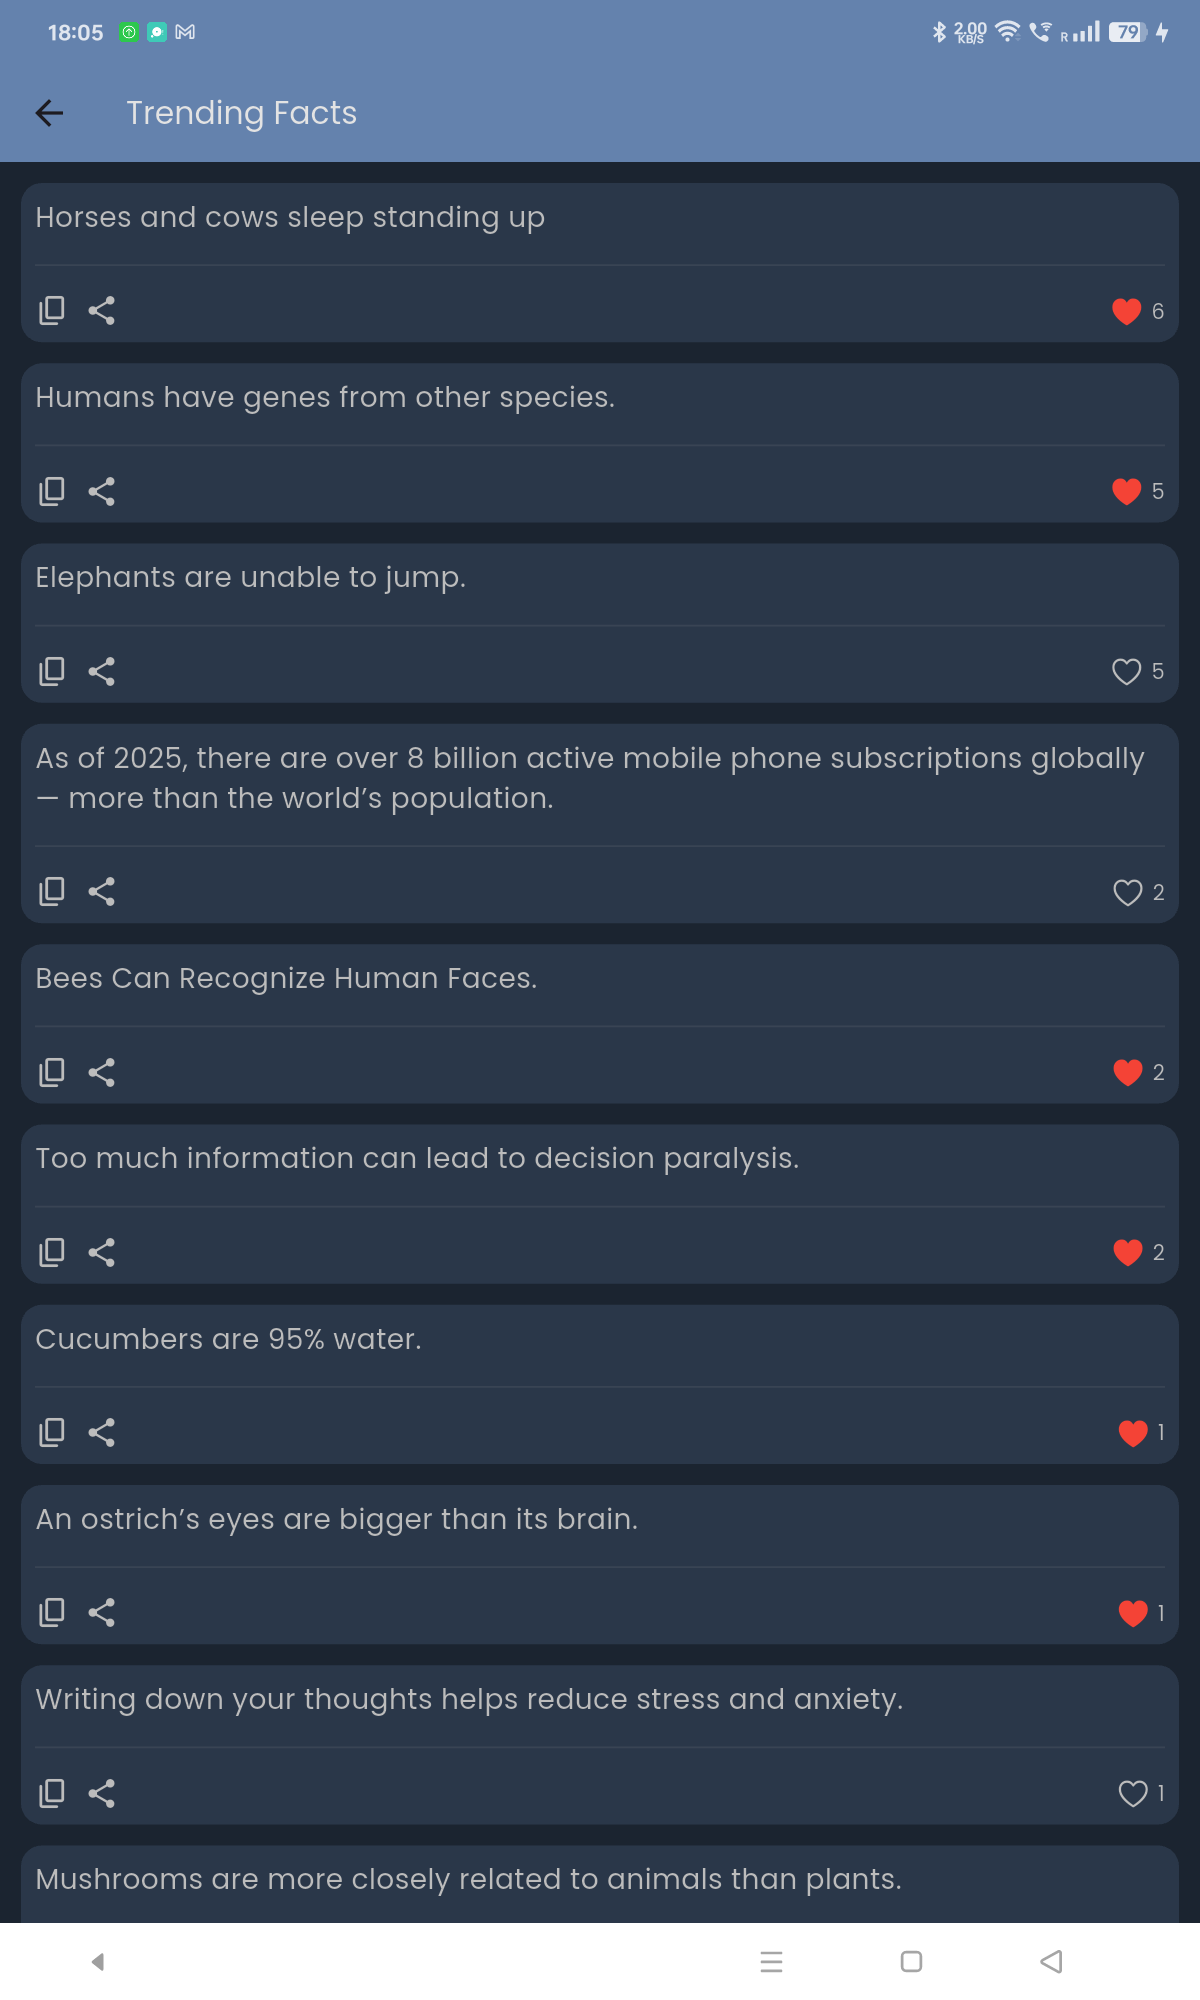 18:05
2.00
KB/S
R
79
Trending Facts
Horses and cows sleep standing up
6
Humans have genes from other species.
5
Elephants are unable to jump.
5
As of 2025, there are over 8 billion active mobile phone subscriptions globally
— more than the world’s population.
2
Bees Can Recognize Human Faces.
2
Too much information can lead to decision paralysis.
2
Cucumbers are 95% water.
1
An ostrich’s eyes are bigger than its brain.
1
Writing down your thoughts helps reduce stress and anxiety.
1
Mushrooms are more closely related to animals than plants.